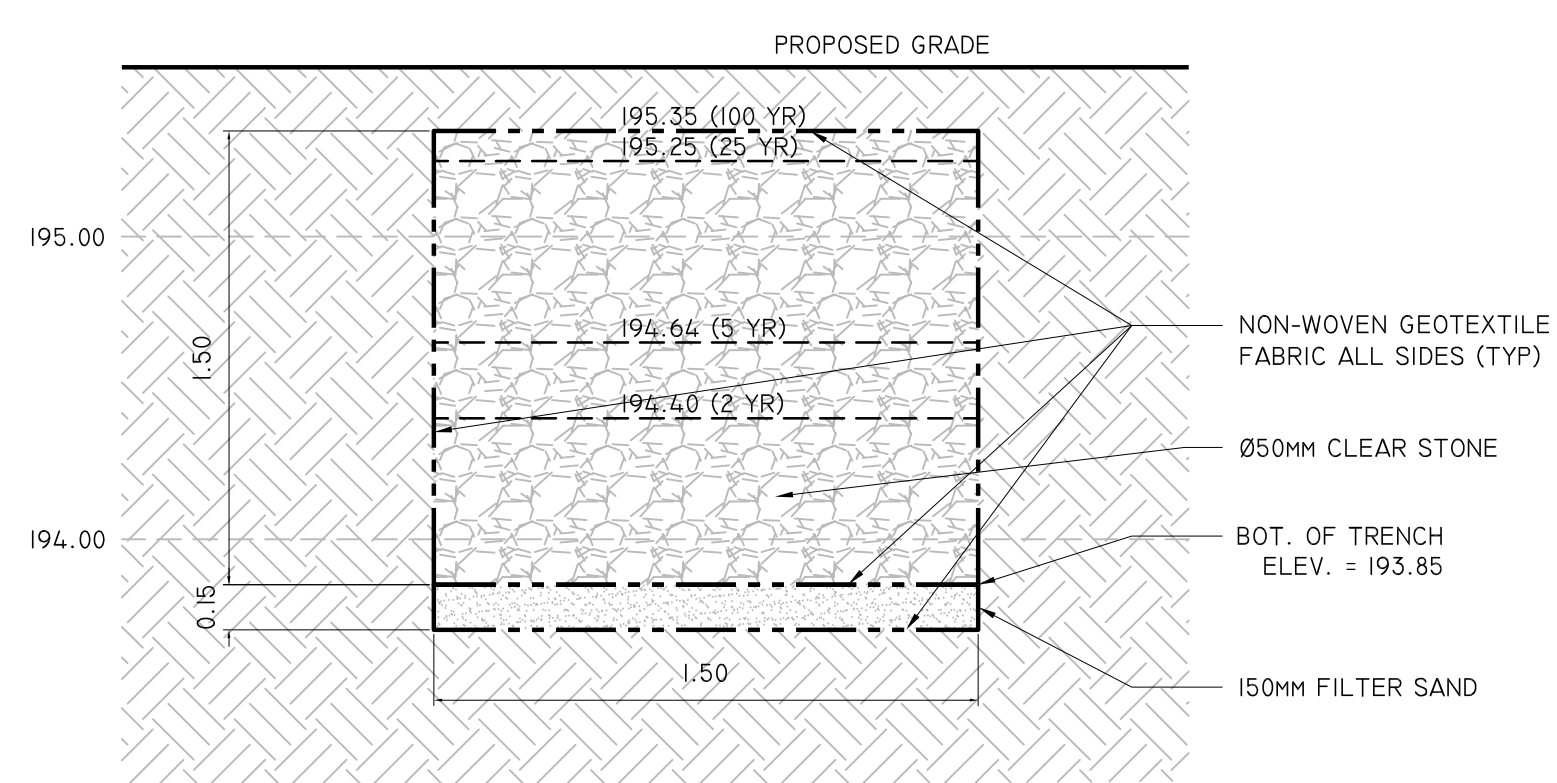 PROPOSED GRADE
195.35 (100 YR)
195.25 (25 YR)
195.00
1.50
194.64 (5 YR)
NON-WOVEN GEOTEXTILE
FABRIC ALL SIDES (TYP)
194.40 (2 YR)
Ø50MM CLEAR STONE
194.00
BOT. OF TRENCH
ELEV. = 193.85
0.15
1.50
150MM FILTER SAND